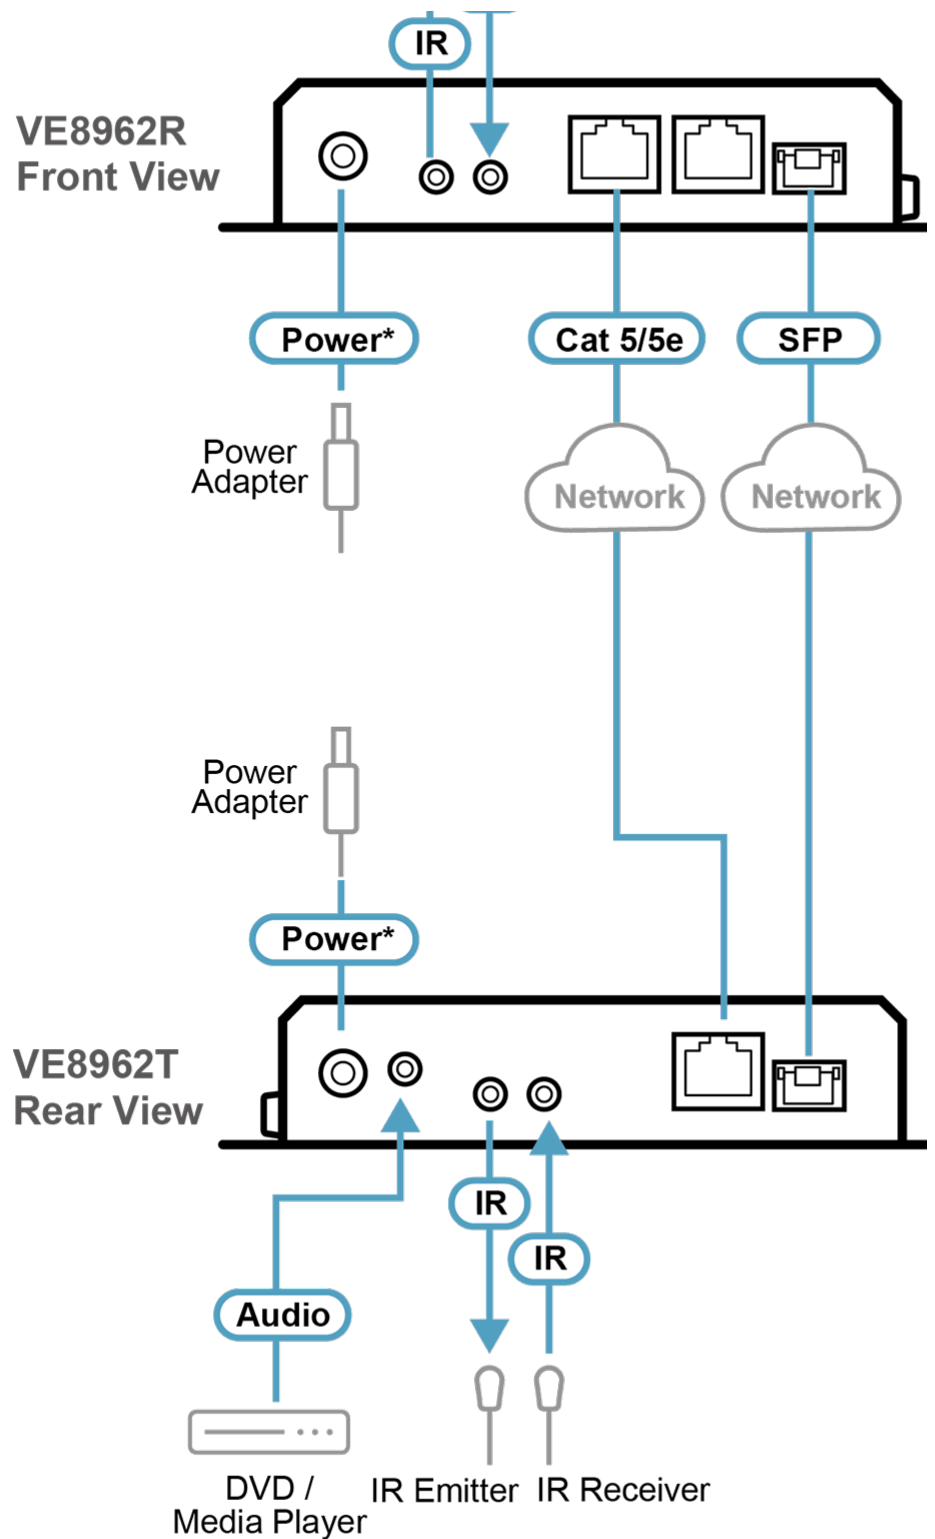 IR
VE8962R
Front View
Power*
Cat 5/5e
SFP
Power
Adapter
Network
Network
Power
Adapter
Power*
VE8962T
Rear View
IR
IR
Audio
DVD /
Media Player
IR Emitter
IR Receiver